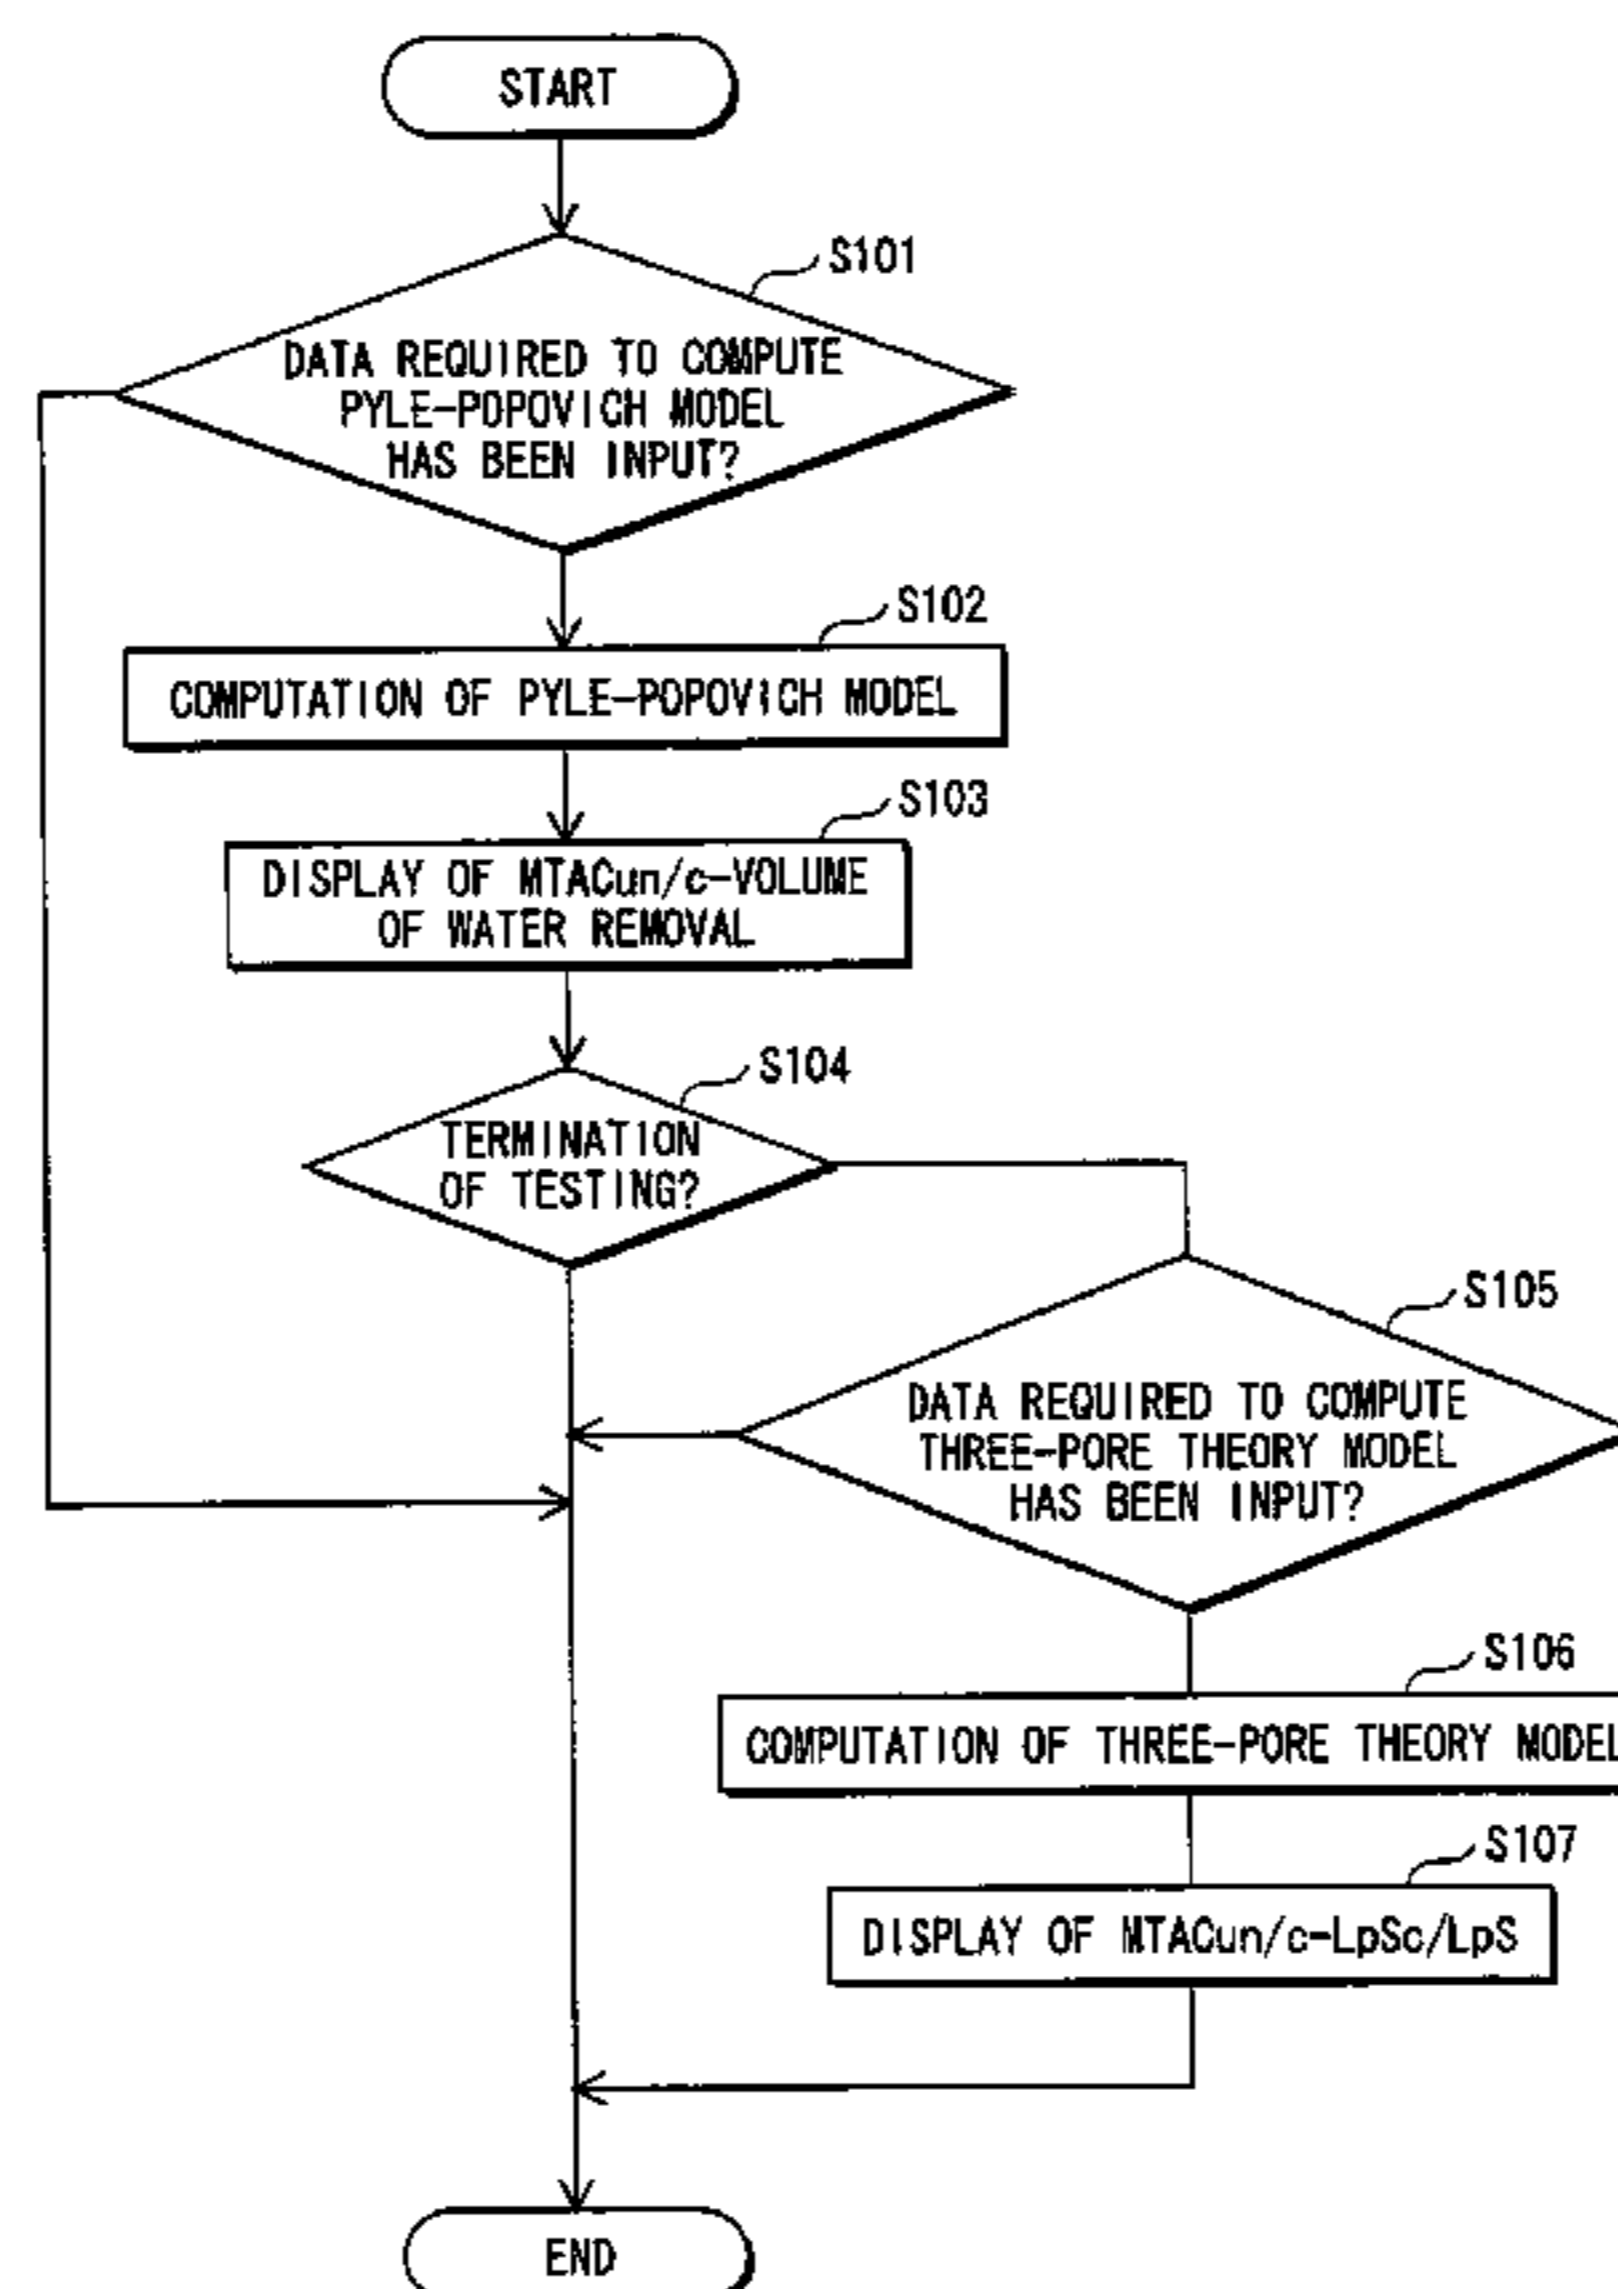 START
S101
DATA REQUIRED TO COMPUTE
PYLE-POPOVICH MODEL
HAS BEEN INPUT?
S102
COMPUTATION OF PYLE-POPOVICH MODEL
S103
DISPLAY OF MTACun/c-VOLUME
OF WATER REMOVAL
S104
TERMINATION
OF TESTING?
S105
DATA REQUIRED TO COMPUTE
THREE-PORE THEORY MODEL
HAS BEEN INPUT?
S106
COMPUTATION OF THREE-PORE THEORY MODEL
S107
DISPLAY OF MTACun/c-LpSc/LpS
END